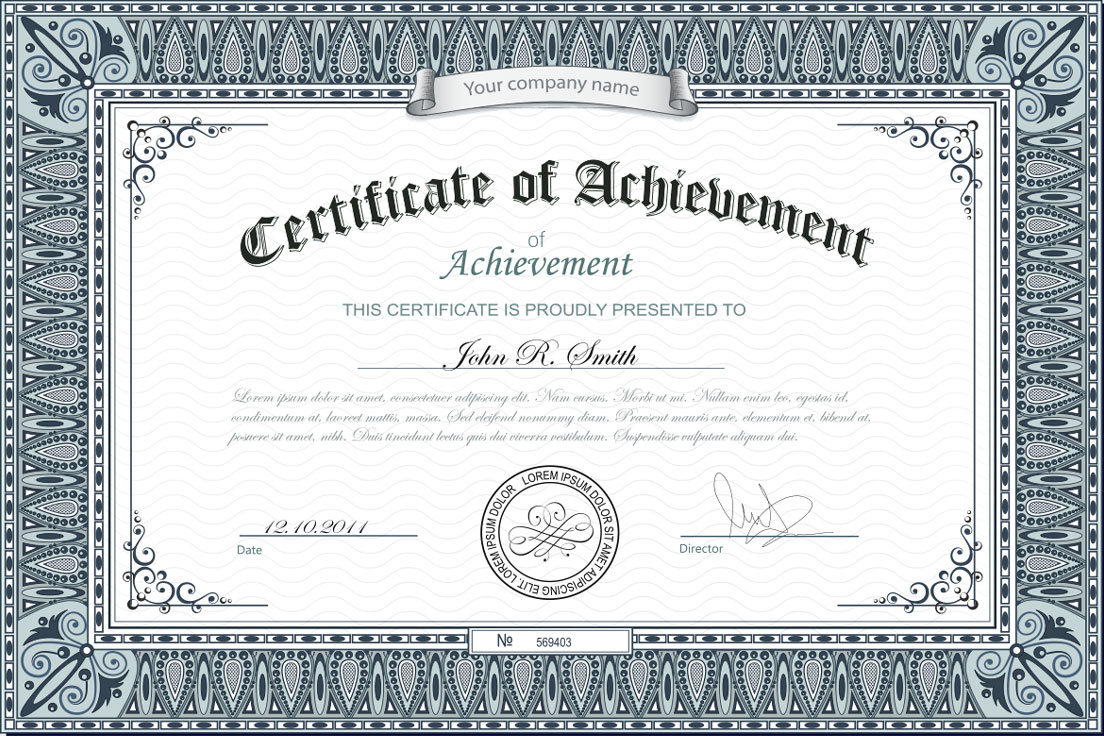 Your company name
Certificate of Achievement
of
Achievement
THIS CERTIFICATE IS PROUDLY PRESENTED TO
John R. Smith
Lorem ipsum dolor sit amet, consectetuer adipiscing elit. Nam cursus. Morbi ut mi. Nullam enim leo, egestas id,
condimentum at, laoreet mattis, massa. Sed eleifend nonummy diam. Praesent mauris ante, elementum et, bibend at,
posuere sit amet, nibh. Duis tincidunt lectus quis dui viverra vestibulum. Suspendisse vulputate aliquam dui.
LOREM IPSUM DOLOR SIT AMET ADIPISCING ELIT. LOREM IPSUM DOLOR
12.10.2011
Date
Director
№ 569403